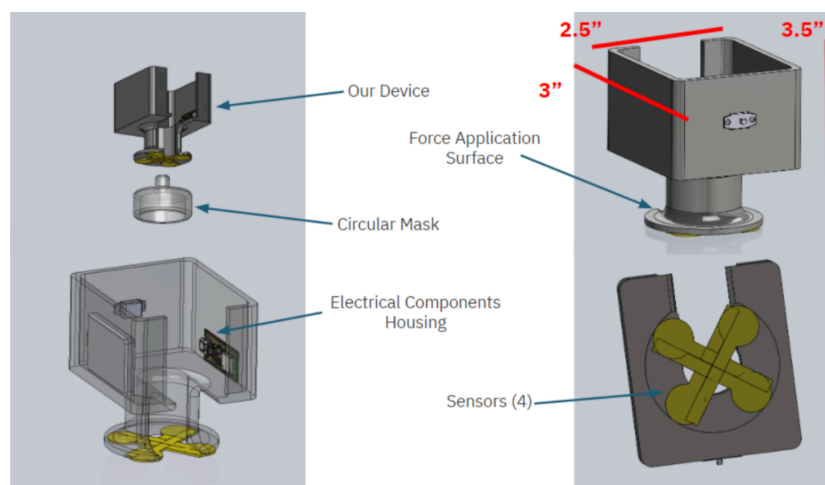 Our Device
Circular Mask
Electrical Components
Housing
2.5”
3.5”
3”
Force Application
Surface
Sensors (4)